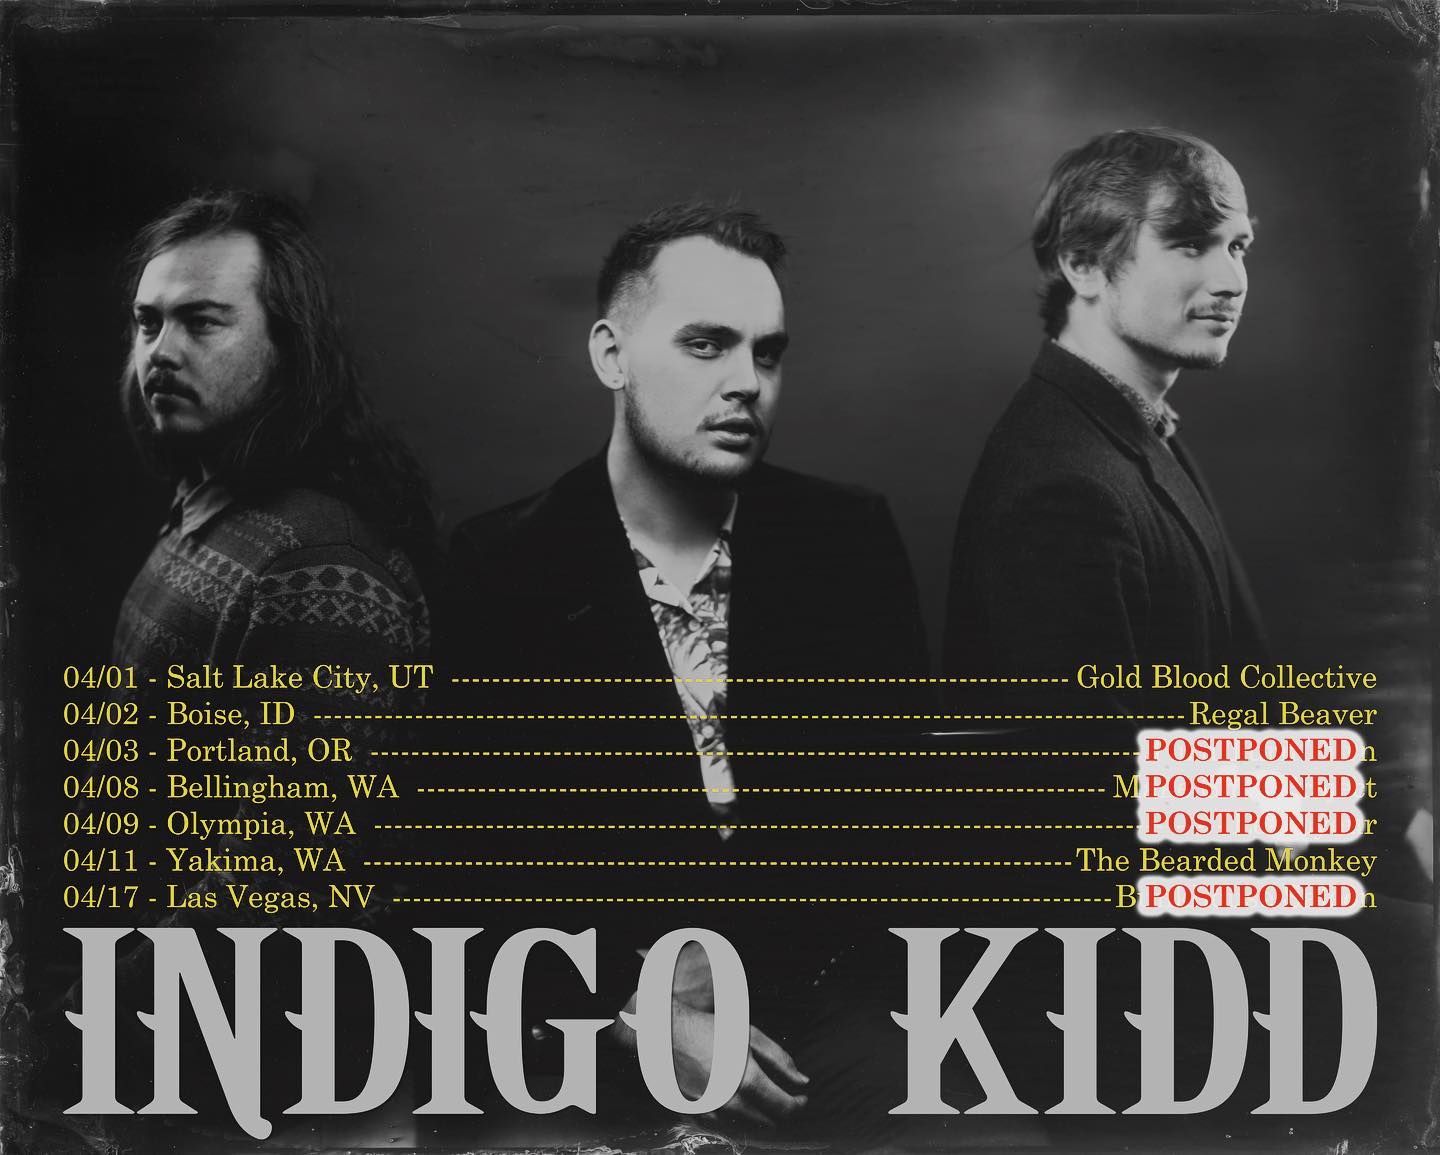 04/01 - Salt Lake City, UT ---------------------------------------- Gold Blood Collective
04/02 - Boise, ID ---------------------------------------- Regal Beaver
04/03 - Portland, OR ---------------------------------------- POSTPONED
04/08 - Bellingham, WA ---------------------------------------- POSTPONED
04/09 - Olympia, WA ---------------------------------------- POSTPONED
04/11 - Yakima, WA ---------------------------------------- The Bearded Monkey
04/17 - Las Vegas, NV ---------------------------------------- POSTPONED
INDIGO KIDD